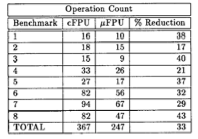 Operation Count
Benchmark cFPU μFPU % Reduction
1 16 10 38
2 18 15 17
3 15 9 40
4 33 26 21
5 27 17 37
6 82 56 32
7 94 67 29
8 82 47 43
TOTAL 367 247 33